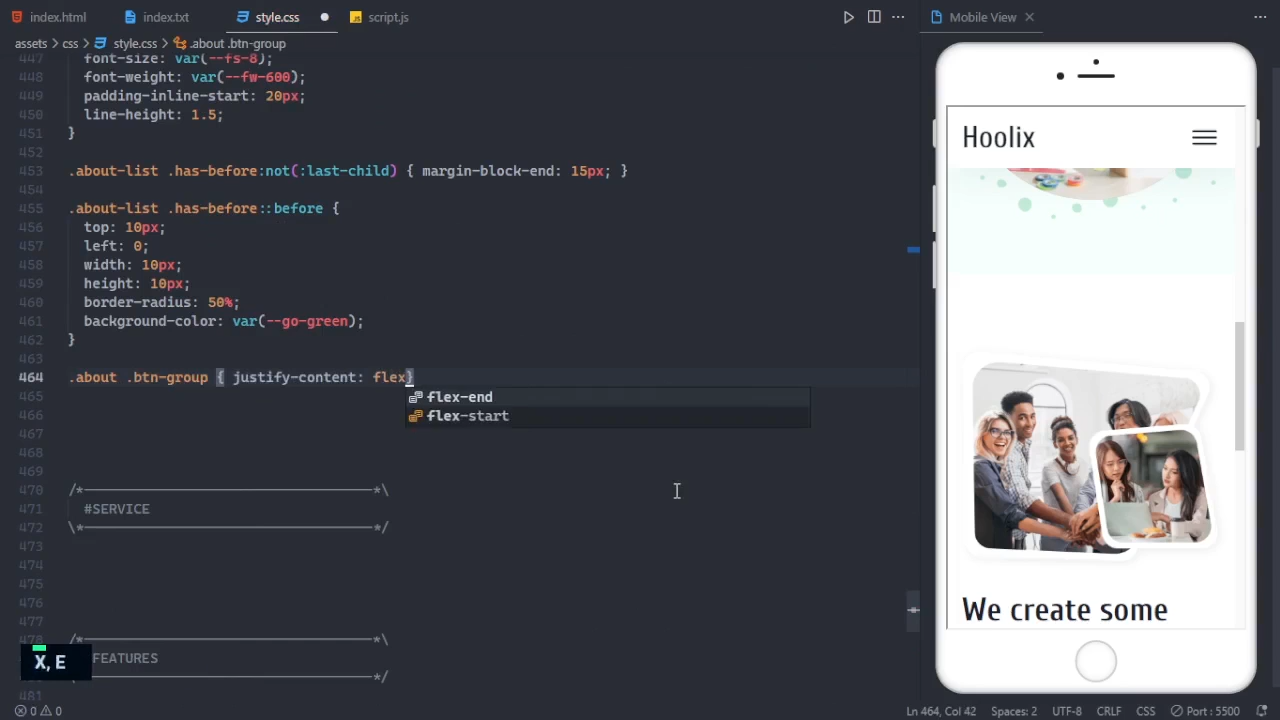 index.html
index.txt
style.css
script.js
Mobile View
assets
css
style.css
.about .btn-group
447 font-size: var(--fs-8);
448 font-weight: var(--fw-600);
449 padding-inline-start: 20px;
450 line-height: 1.5;
451 }
452
453 .about-list .has-before:not(:last-child) { margin-block-end: 15px; }
454
455 .about-list .has-before::before {
456 top: 10px;
457 left: 0;
458 width: 10px;
459 height: 10px;
460 border-radius: 50%;
461 background-color: var(--go-green);
462 }
463
464 .about .btn-group { justify-content: flex}
465 flex-end
466 flex-start
467
468
469
470 /*-----------------------------------*\
471 #SERVICE
472 \*-----------------------------------*/
473
474
475
476
477
478 /*-----------------------------------*\
FEATURES
-----------------------------------*/
481
X, E
Hoolix
We create some
0 0
Ln 464, Col 42
Spaces: 2
UTF-8
CRLF
CSS
Port : 5500